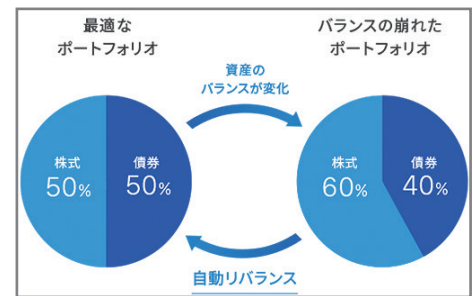 最適な
ポートフォリオ
バランスの崩れた
ポートフォリオ
資産の
バランスが変化
株式
50%
債券
50%
株式
60%
債券
40%
自動リバランス